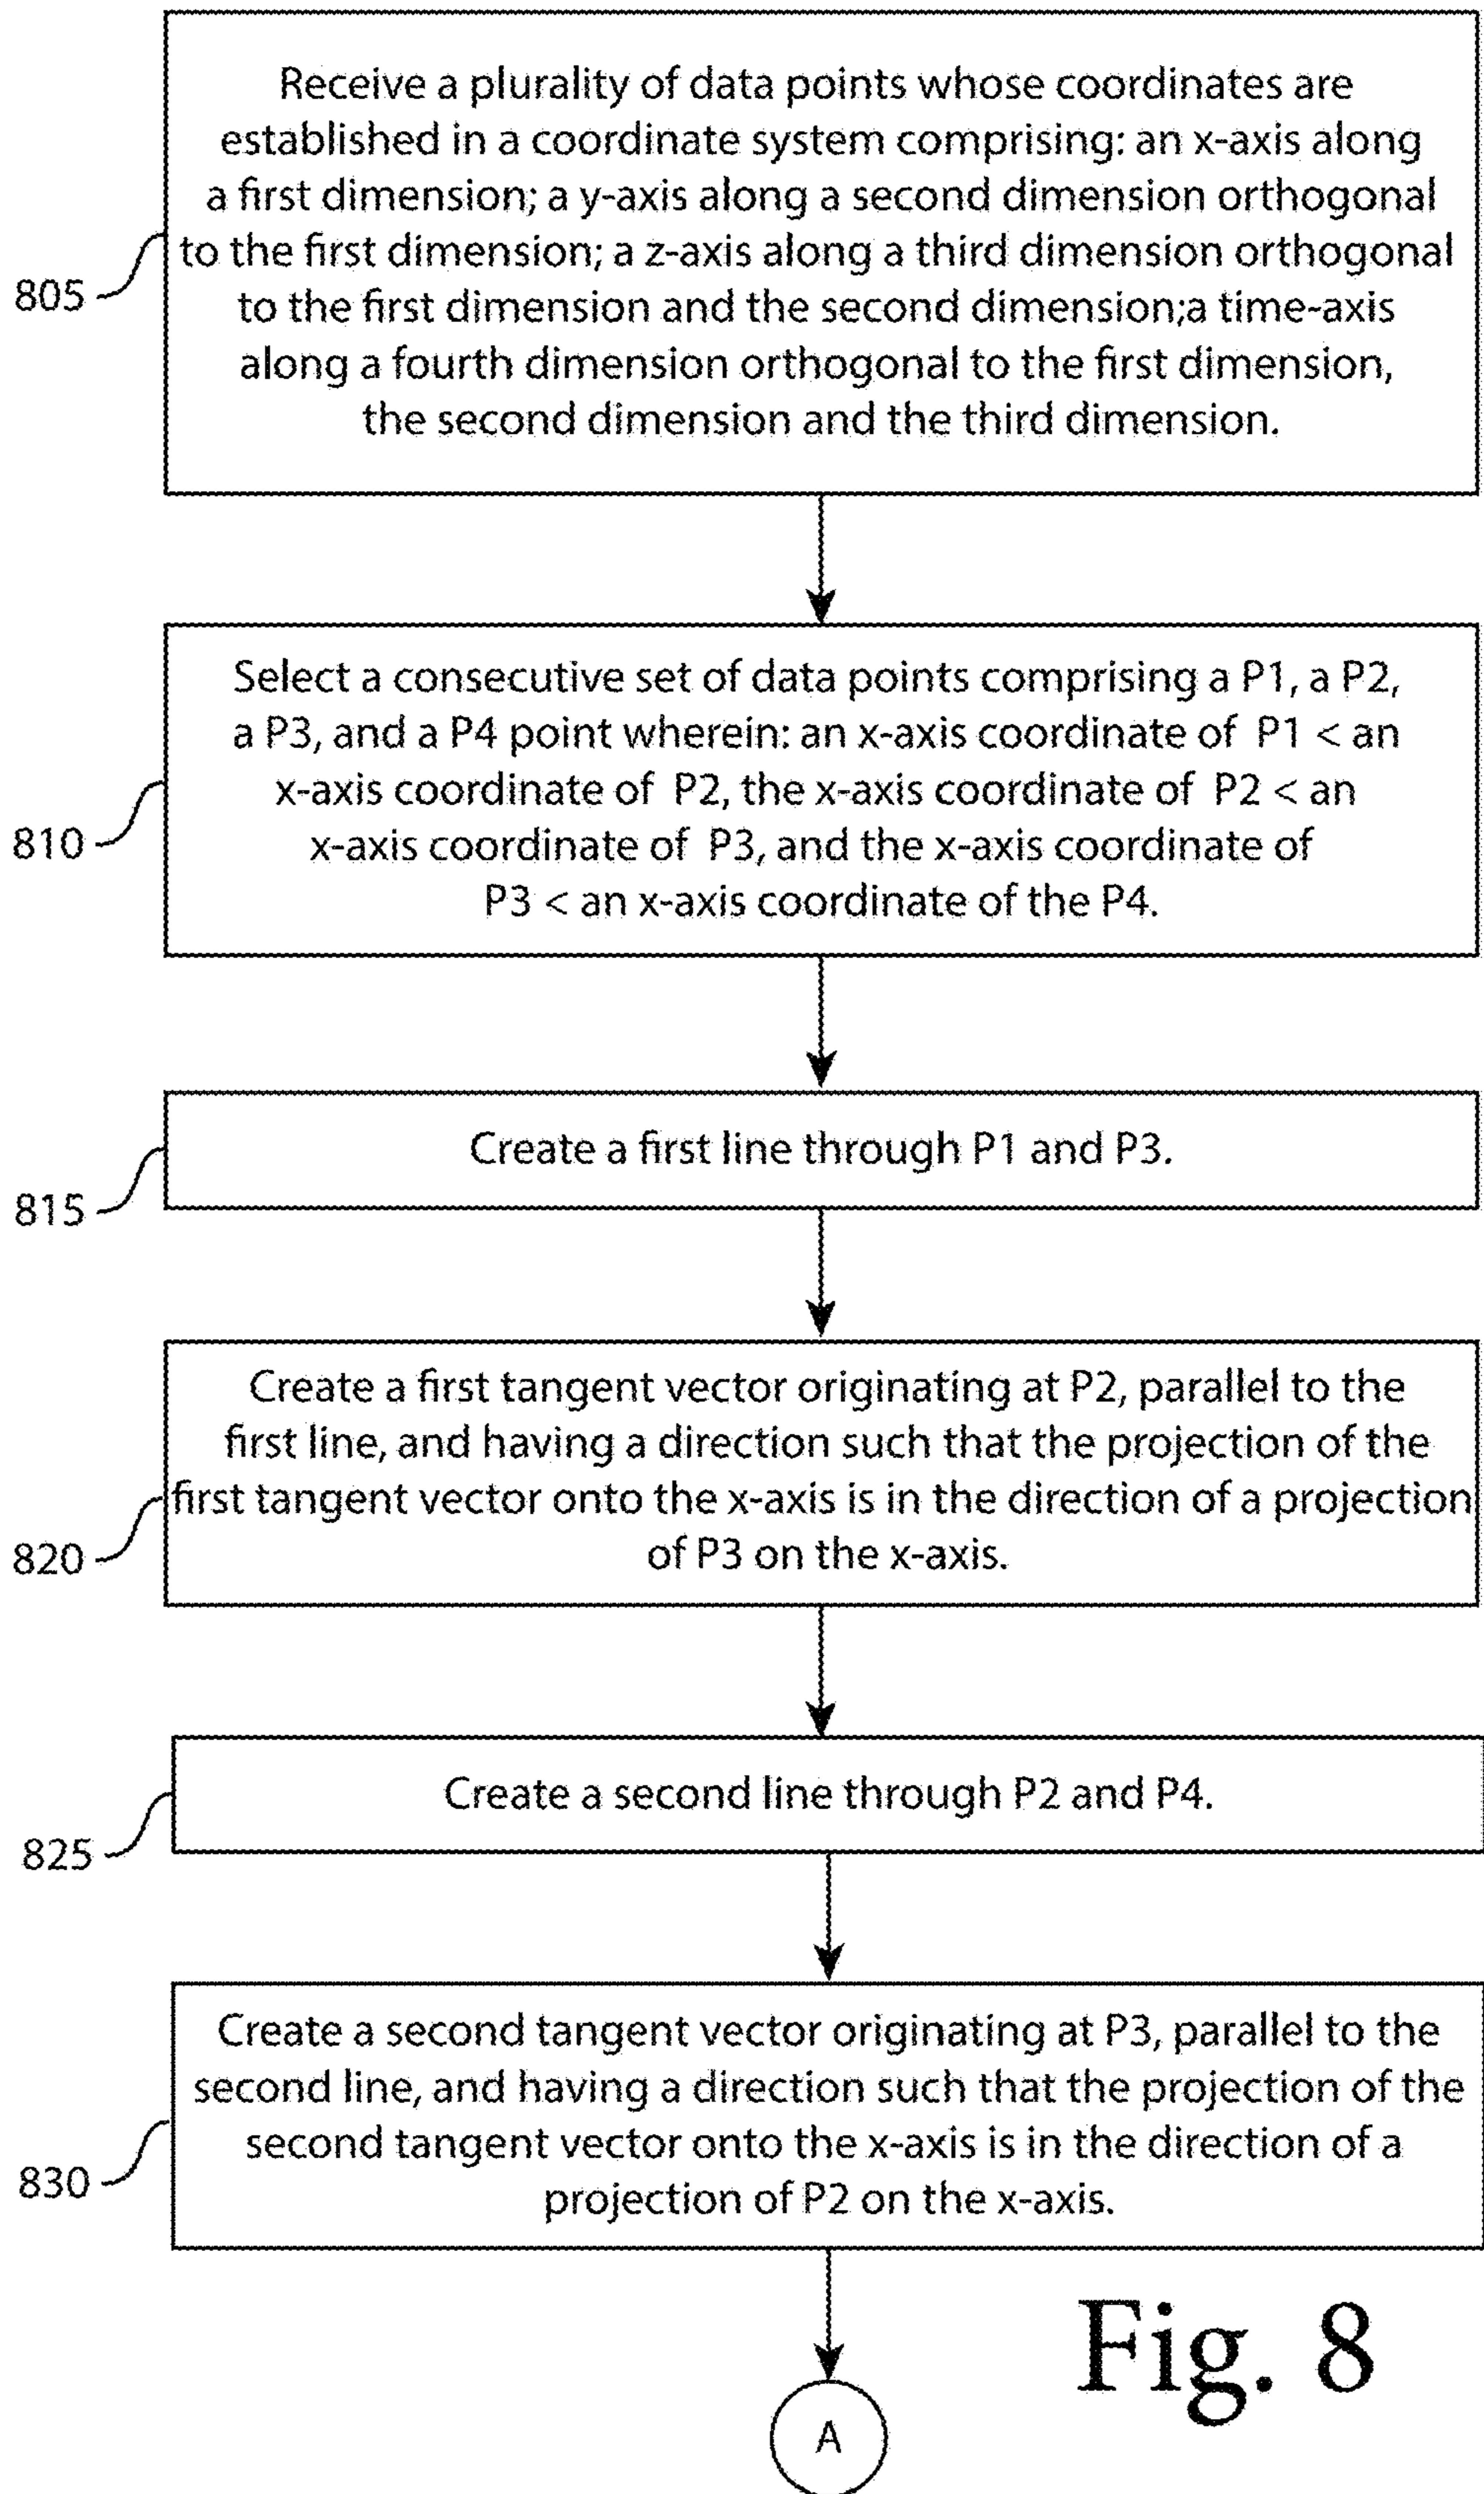 Receive a plurality of data points whose coordinates are
established in a coordinate system comprising: an x-axis along
a first dimension; a y-axis along a second dimension orthogonal
to the first dimension; a z-axis along a third dimension orthogonal
to the first dimension and the second dimension;a time-axis
along a fourth dimension orthogonal to the first dimension,
the second dimension and the third dimension.
805
Select a consecutive set of data points comprising a P1, a P2,
a P3, and a P4 point wherein: an x-axis coordinate of P1 < an
x-axis coordinate of P2, the x-axis coordinate of P2 < an
x-axis coordinate of P3, and the x-axis coordinate of
P3 < an x-axis coordinate of the P4.
810
Create a first line through P1 and P3.
815
Create a first tangent vector originating at P2, parallel to the
first line, and having a direction such that the projection of the
first tangent vector onto the x-axis is in the direction of a projection
of P3 on the x-axis.
820
Create a second line through P2 and P4.
825
Create a second tangent vector originating at P3, parallel to the
second line, and having a direction such that the projection of the
second tangent vector onto the x-axis is in the direction of a
projection of P2 on the x-axis.
830
Fig. 8
A